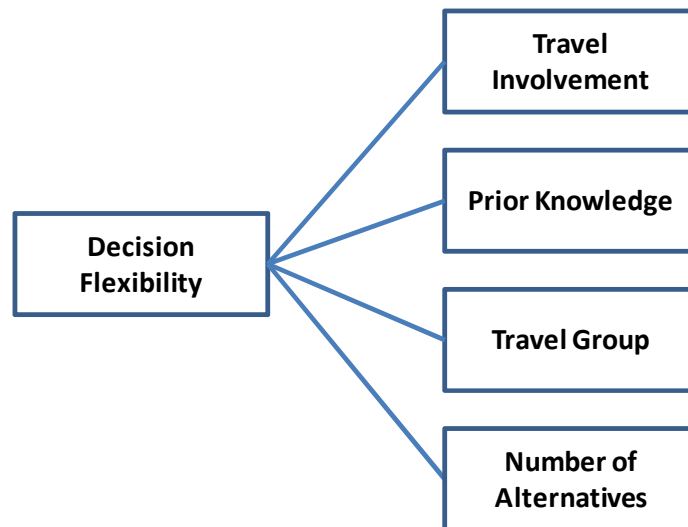 Travel
Involvement
Prior Knowledge
Decision
Flexibility
Travel Group
Number of
Alternatives